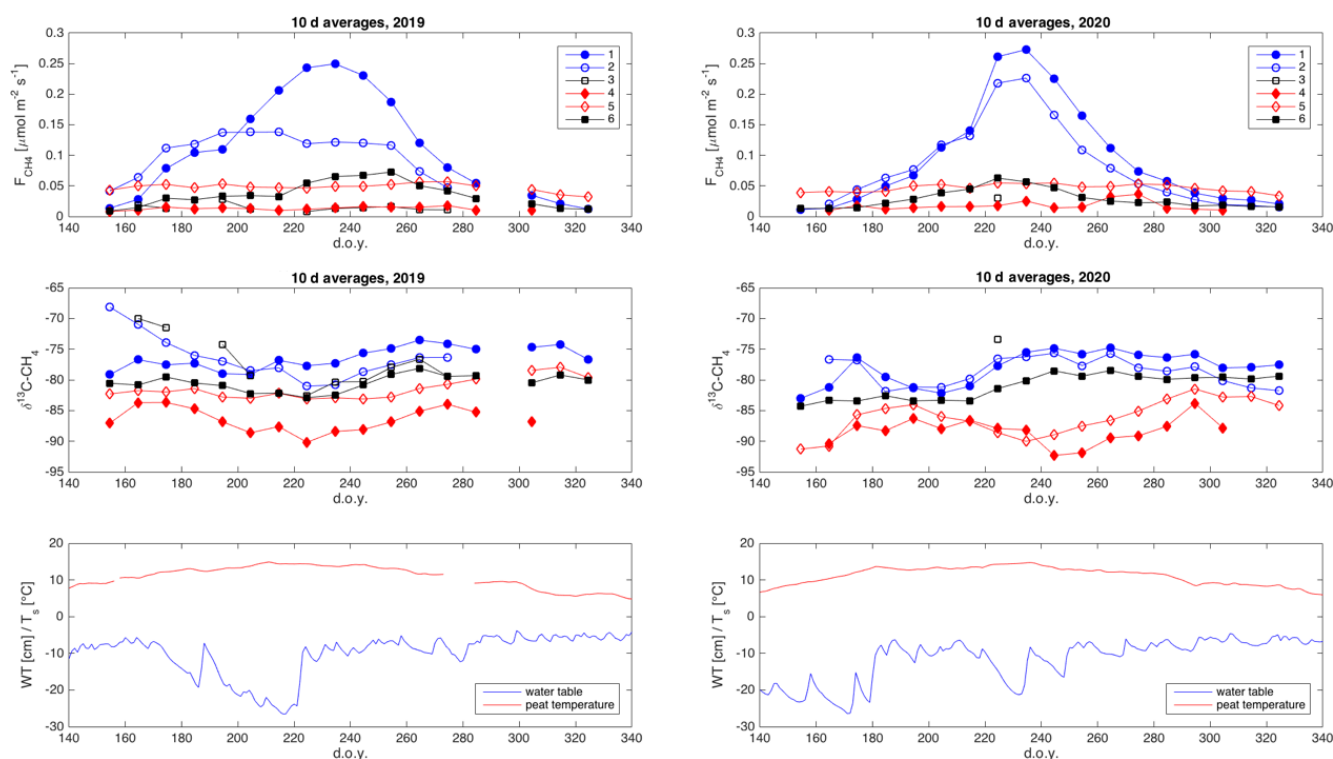 10 d averages, 2019
F_CH4 [μmol m⁻² s⁻¹]
0.3
0.25
0.2
0.15
0.1
0.05
0
1
2
3
4
5
6
140 160 180 200 220 240 260 280 300 320 340
d.o.y.
10 d averages, 2020
F_CH4 [μmol m⁻² s⁻¹]
0.3
0.25
0.2
0.15
0.1
0.05
0
1
2
3
4
5
6
140 160 180 200 220 240 260 280 300 320 340
d.o.y.
10 d averages, 2019
δ¹³C-CH₄
-65
-70
-75
-80
-85
-90
-95
140 160 180 200 220 240 260 280 300 320 340
d.o.y.
10 d averages, 2020
δ¹³C-CH₄
-65
-70
-75
-80
-85
-90
-95
140 160 180 200 220 240 260 280 300 320 340
d.o.y.
WT [cm] / Tₛ [°C]
20
10
0
-10
-20
-30
water table
peat temperature
140 160 180 200 220 240 260 280 300 320 340
d.o.y.
WT [cm] / Tₛ [°C]
20
10
0
-10
-20
-30
water table
peat temperature
140 160 180 200 220 240 260 280 300 320 340
d.o.y.